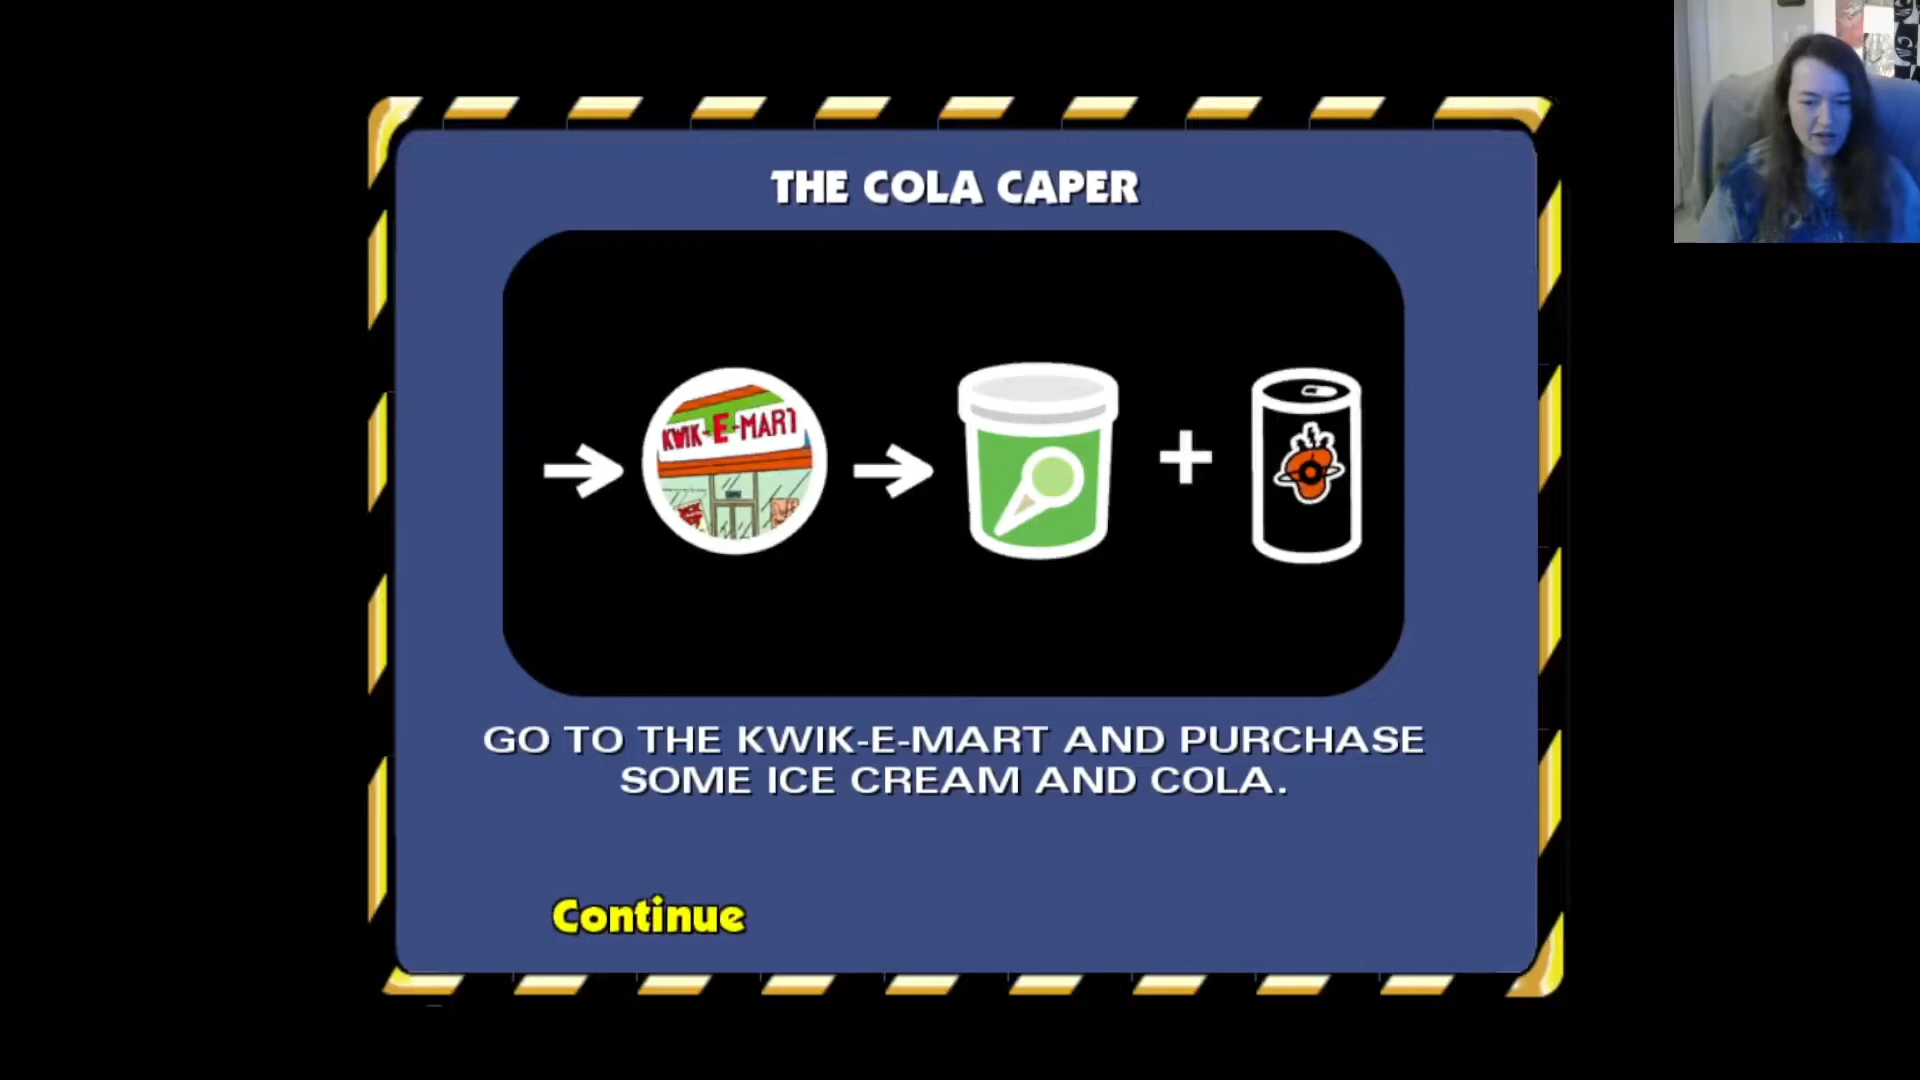 THE COLA CAPER
KWIK-E-MART
GO TO THE KWIK-E-MART AND PURCHASE
SOME ICE CREAM AND COLA.
Continue